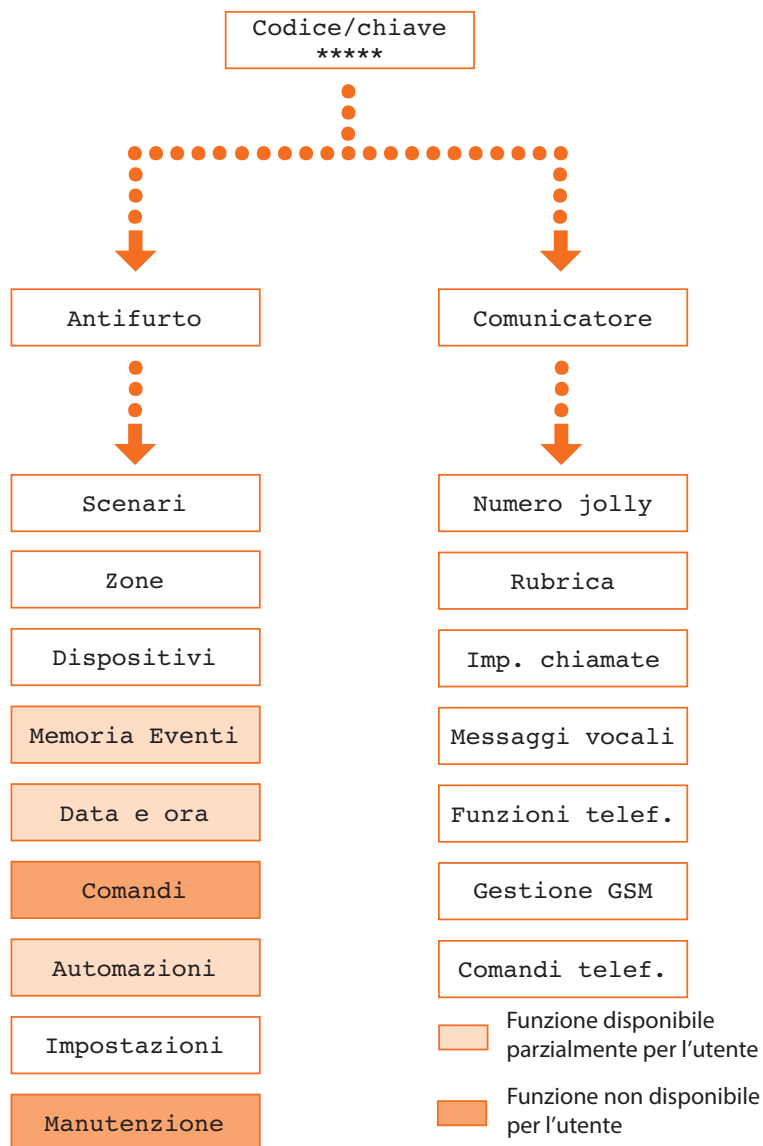 Codice/chiave
*****
Antifurto
Comunicatore
Scenari
Zone
Dispositivi
Memoria Eventi
Data e ora
Comandi
Automazioni
Impostazioni
Manutenzione
Numero jolly
Rubrica
Imp. chiamate
Messaggi vocali
Funzioni telef.
Gestione GSM
Comandi telef.
Funzione disponibile
parzialmente per l’utente
Funzione non disponibile
per l’utente